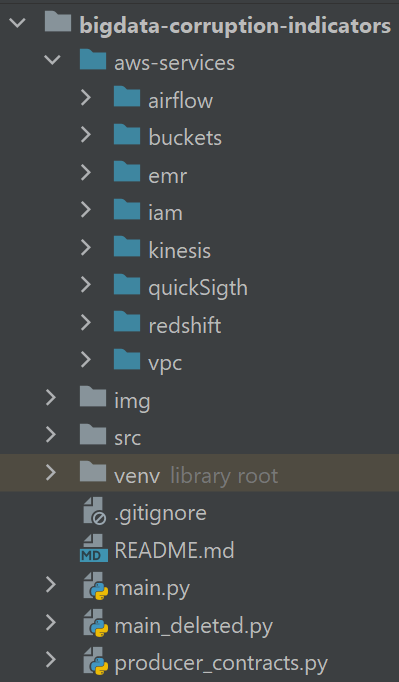 bigdata-corruption-indicators
aws-services
airflow
buckets
emr
iam
kinesis
quickSigth
redshift
vpc
img
src
venv library root
.gitignore
MD README.md
main.py
main_deleted.py
producer_contracts.py